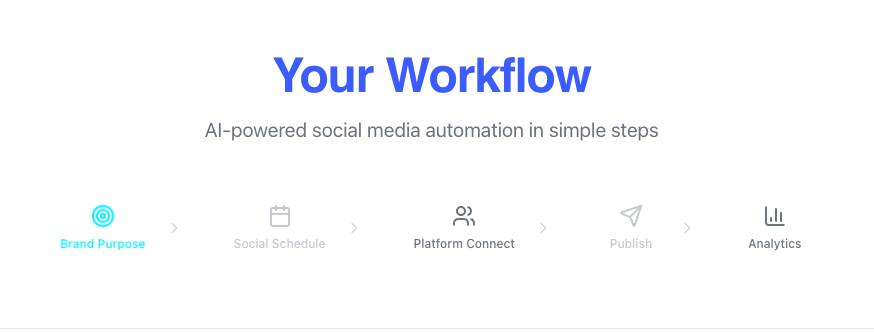 Your Workflow
AI-powered social media automation in simple steps
Brand Purpose
Social Schedule
Platform Connect
Publish
Analytics